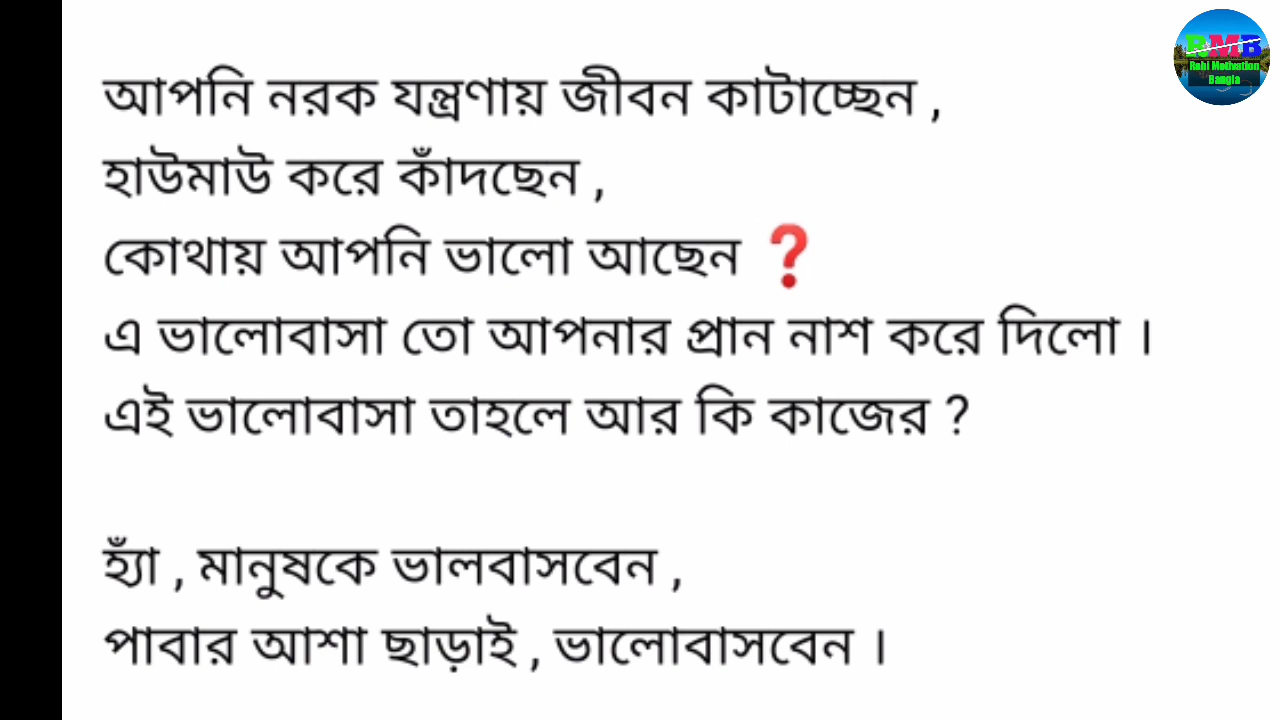 আপনি নরক যন্ত্রণায় জীবন কাটাচ্ছেন ,
হাউমাউ করে কাঁদছেন ,
কোথায় আপনি ভালো আছেন ❓
এ ভালোবাসা তো আপনার প্রান নাশ করে দিলো ।
এই ভালোবাসা তাহলে আর কি কাজের ?
হ্যাঁ , মানুষকে ভালবাসবেন ,
পাবার আশা ছাড়াই , ভালোবাসবেন ।
RMB
Rahi Motivation
Bangla